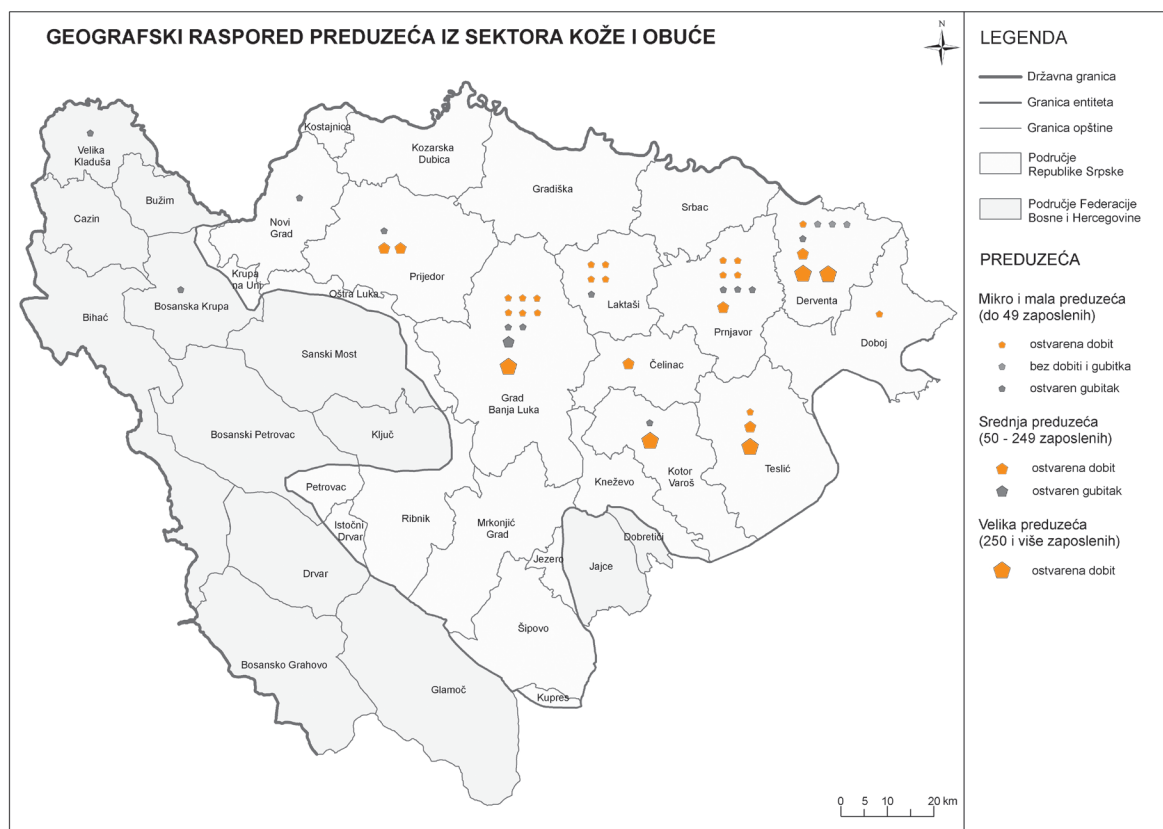 GEOGRAFSKI RASPORED PREDUZEĆA IZ SEKTORA KOŽE I OBUĆE
N
Velika
Kladuša
Bužim
Cazin
Bihać
Bosanska Krupa
Kostajnica
Kozarska
Dubica
Novi
Grad
Krupa
na Uni
Prijedor
Oštra Luka
Gradiška
Srbac
Laktaši
Prnjavor
Derventa
Doboj
Sanski Most
Grad
Banja Luka
Čelinac
Bosanski Petrovac
Ključ
Kotor
Varoš
Teslić
Kneževo
Petrovac
Istočni
Drvar
Ribnik
Mrkonjić
Grad
Jezero
Dobretići
Jajce
Drvar
Šipovo
Bosansko Grahovo
Glamoč
Kupres
0 5 10 20 km
LEGENDA
Državna granica
Granica entiteta
Granica opštine
Područje
Republike Srpske
Područje Federacije
Bosne i Hercegovine
PREDUZEĆA
Mikro i mala preduzeća
(do 49 zaposlenih)
ostvarena dobit
bez dobiti i gubitka
ostvaren gubitak
Srednja preduzeća
(50 - 249 zaposlenih)
ostvarena dobit
ostvaren gubitak
Velika preduzeća
(250 i više zaposlenih)
ostvarena dobit